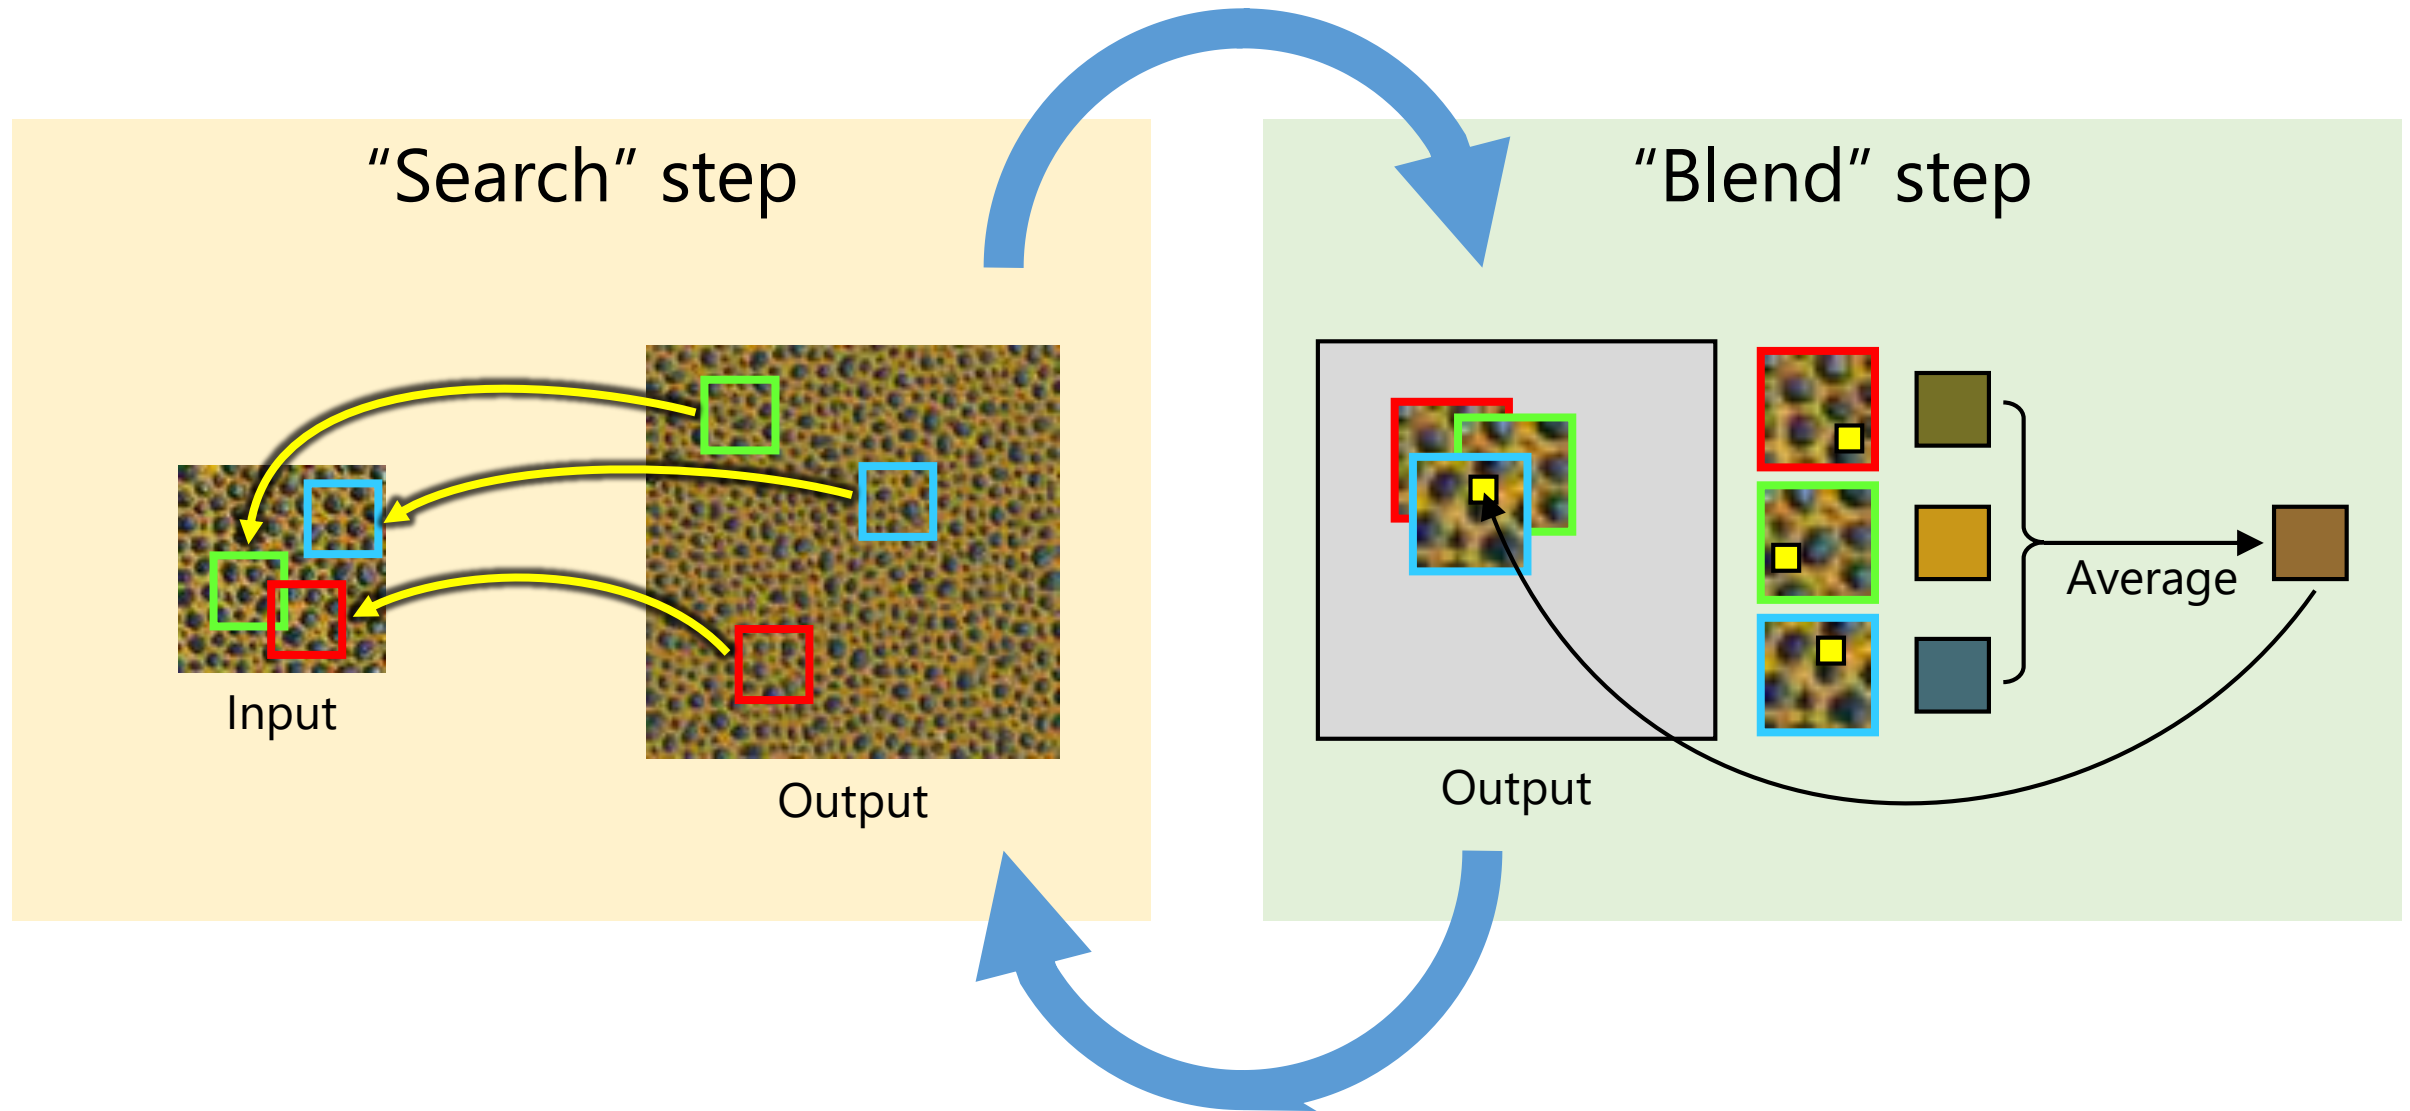 “Search” step
“Blend” step
Input
Output
Output
Average